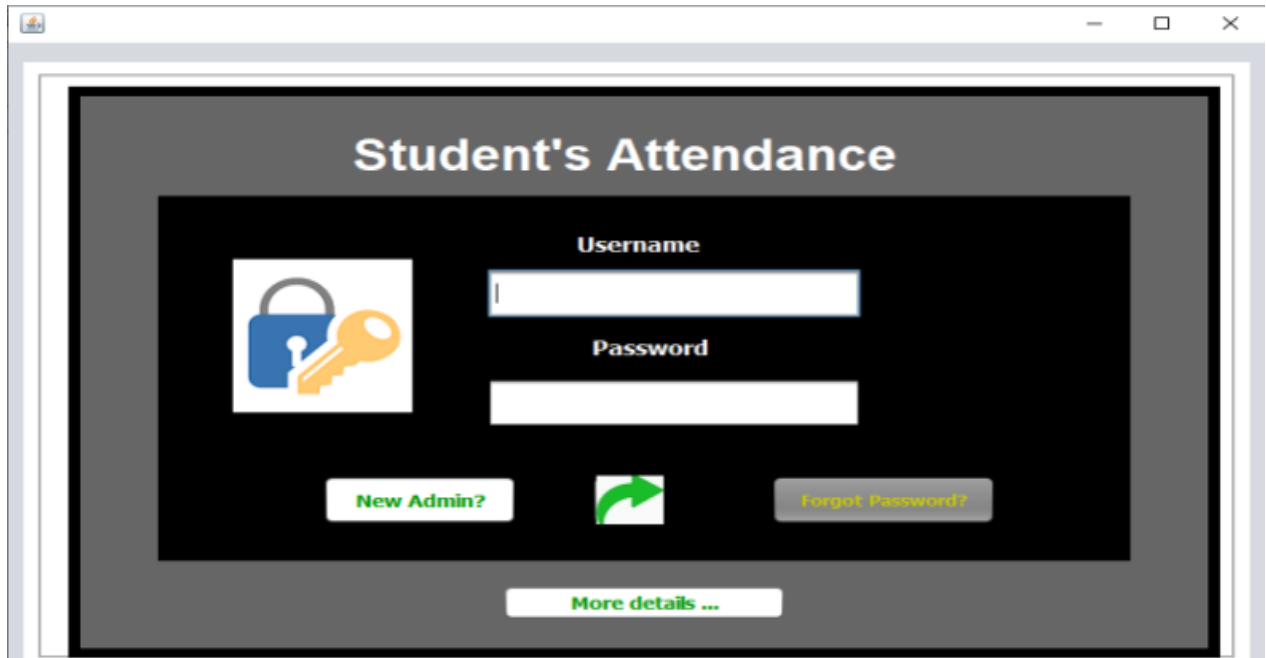 Student's Attendance
Username
Password
New Admin?
Forgot Password?
More details ...